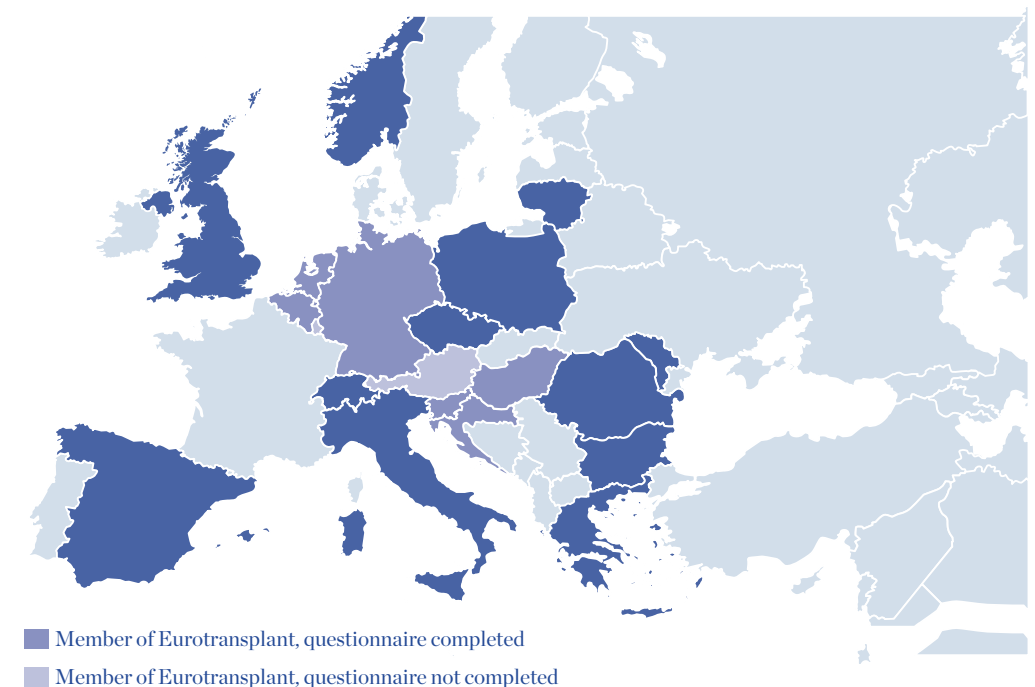 Member of Eurotransplant, questionnaire completed
Member of Eurotransplant, questionnaire not completed